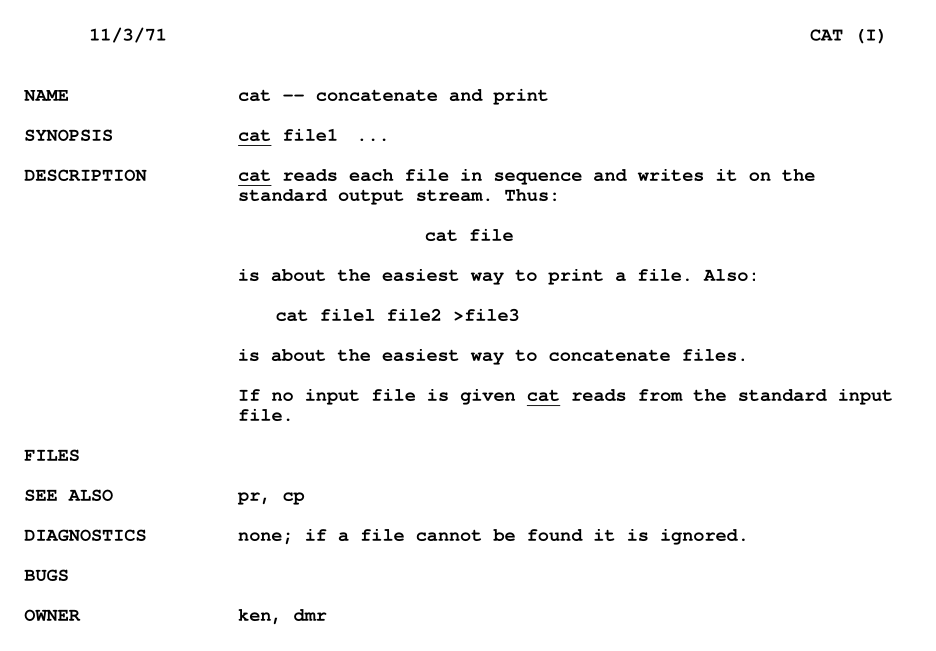 11/3/71 CAT (I)
NAME cat -- concatenate and print
SYNOPSIS cat file1 ...
DESCRIPTION cat reads each file in sequence and writes it on the
standard output stream. Thus:
cat file
is about the easiest way to print a file. Also:
cat filel file2 >file3
is about the easiest way to concatenate files.
If no input file is given cat reads from the standard input
file.
FILES
SEE ALSO pr, cp
DIAGNOSTICS none; if a file cannot be found it is ignored.
BUGS
OWNER ken, dmr